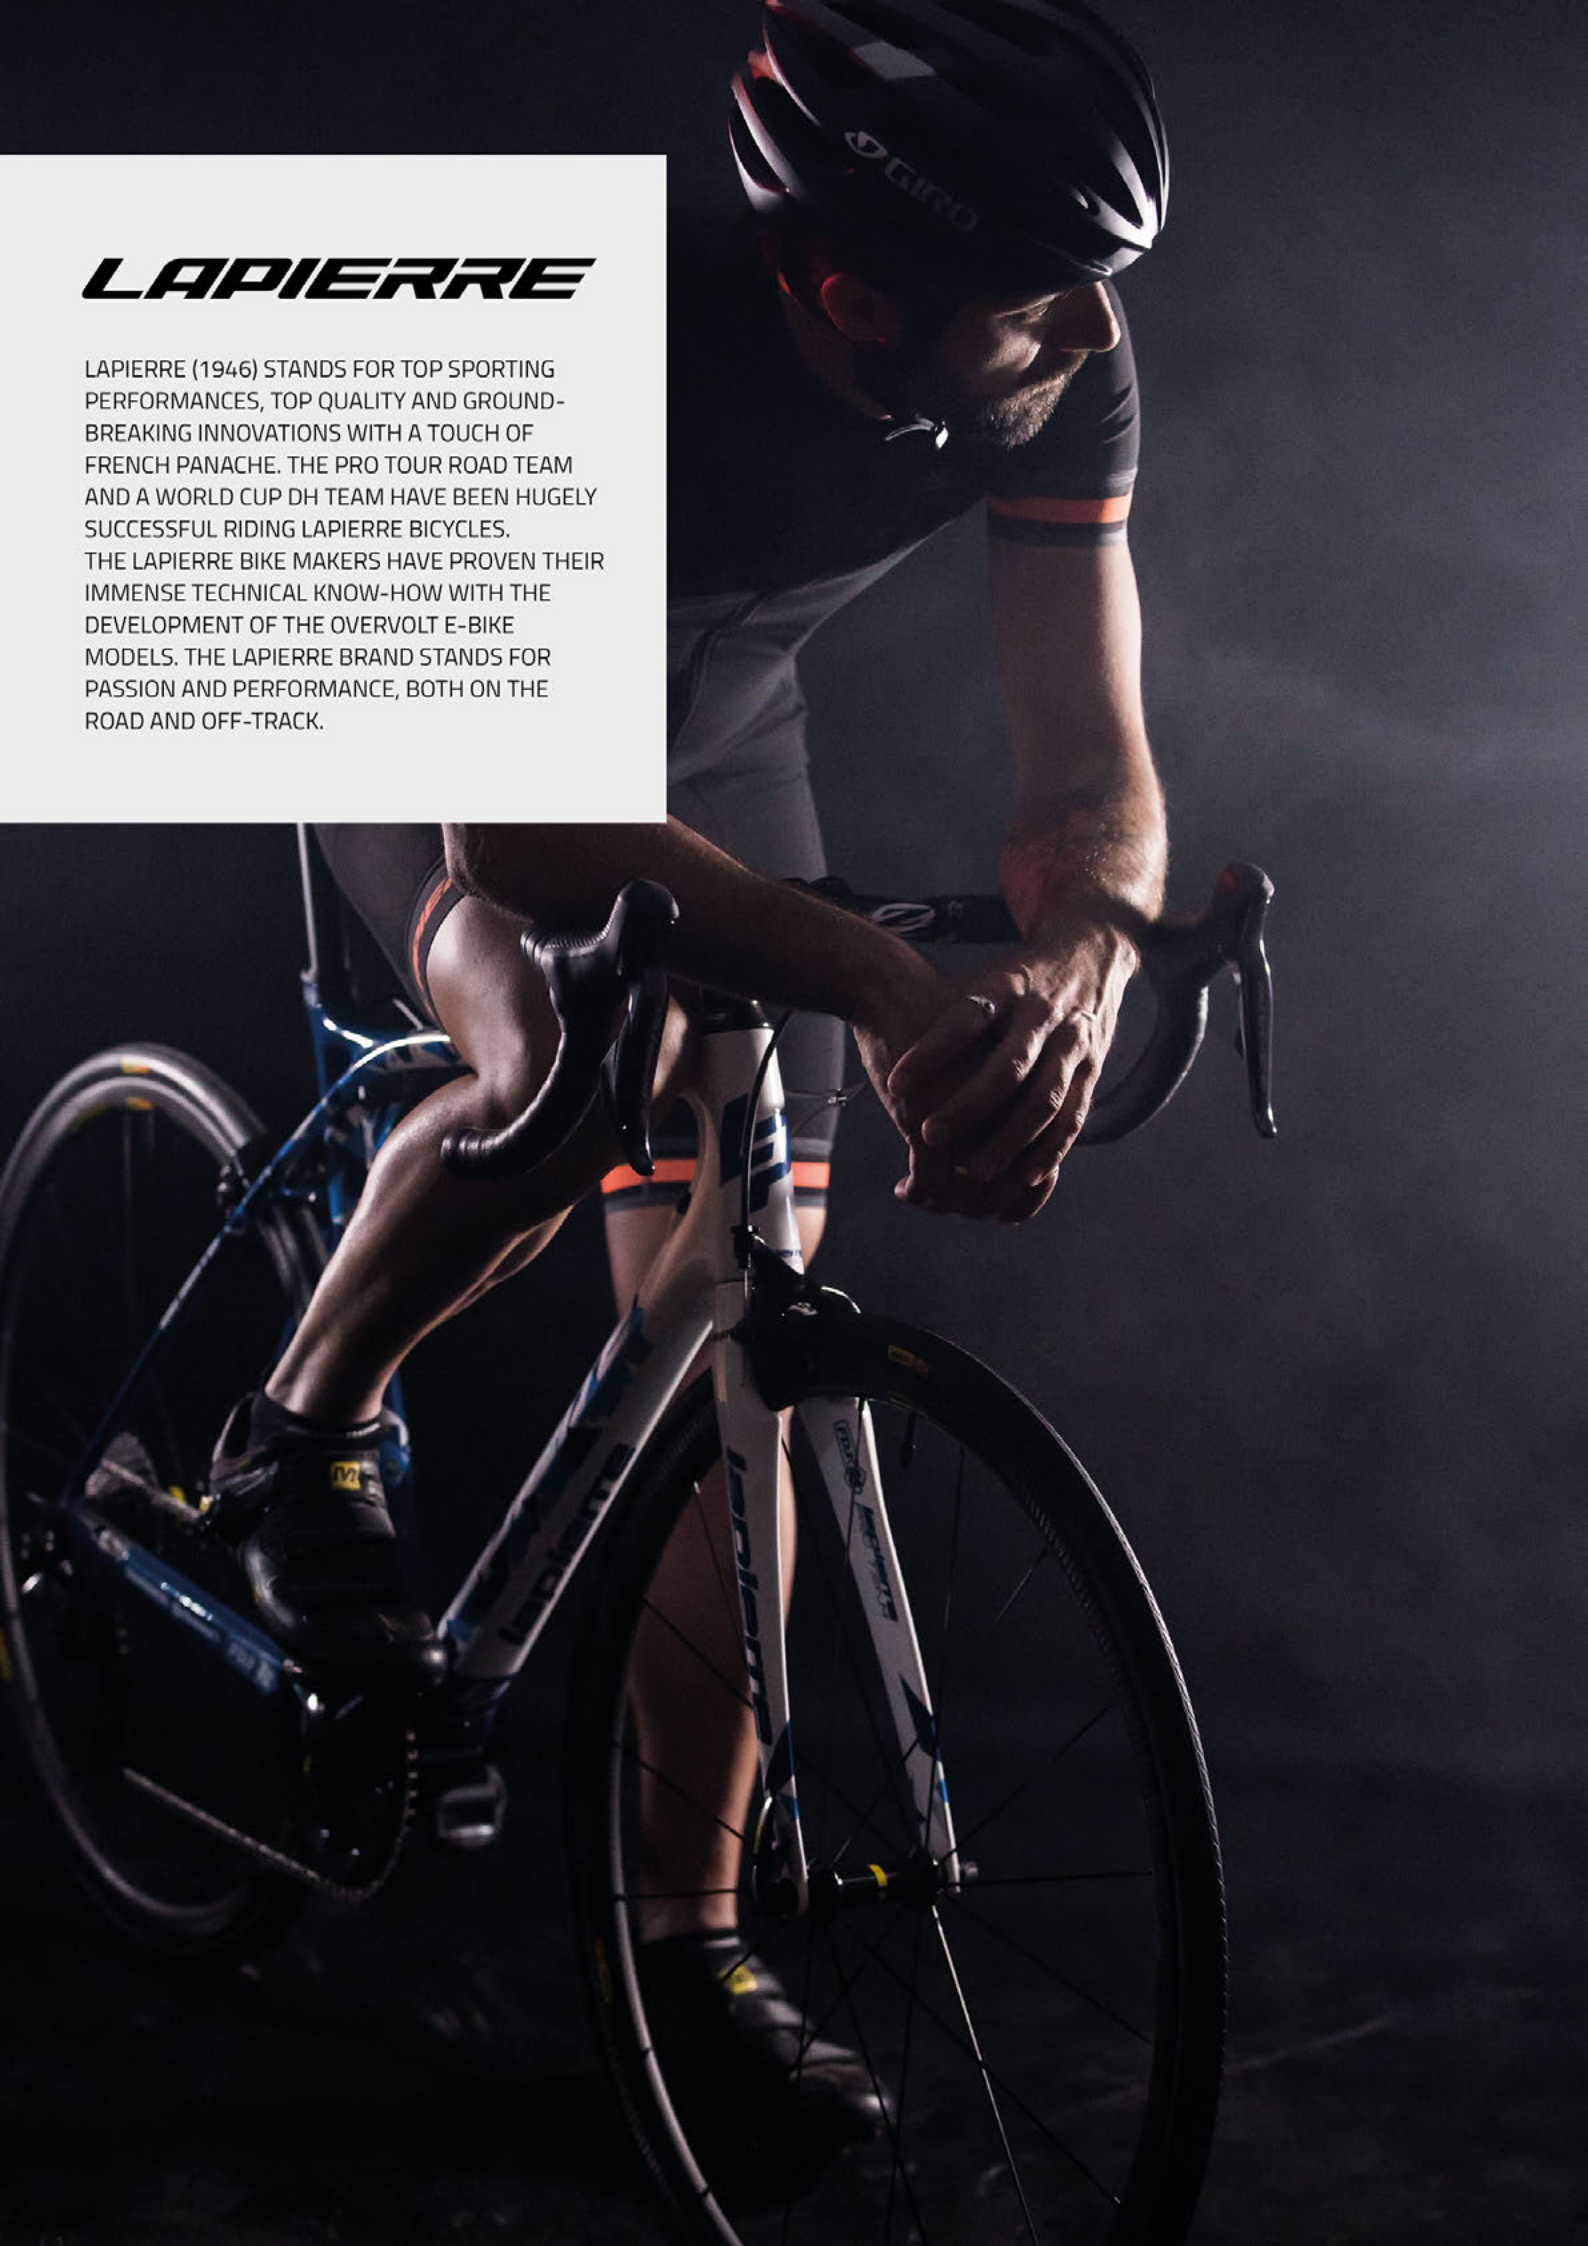 GIRO
LAPIERRE
LAPIERRE (1946) STANDS FOR TOP SPORTING
PERFORMANCES, TOP QUALITY AND GROUND-
BREAKING INNOVATIONS WITH A TOUCH OF
FRENCH PANACHE. THE PRO TOUR ROAD TEAM
AND A WORLD CUP DH TEAM HAVE BEEN HUGELY
SUCCESSFUL RIDING LAPIERRE BICYCLES.
THE LAPIERRE BIKE MAKERS HAVE PROVEN THEIR
IMMENSE TECHNICAL KNOW-HOW WITH THE
DEVELOPMENT OF THE OVERVOLT E-BIKE
MODELS. THE LAPIERRE BRAND STANDS FOR
PASSION AND PERFORMANCE, BOTH ON THE
ROAD AND OFF-TRACK.
lapierre
lapierre
lapierre